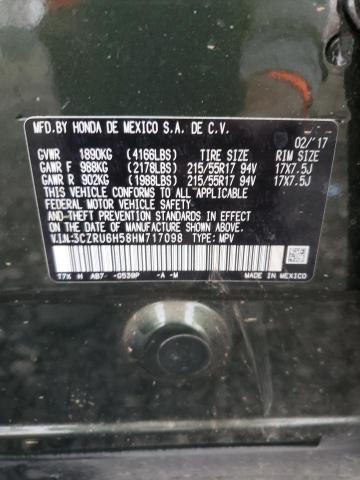 MFD.BY HONDA DE MEXICO S.A. DE C.V.
02/'17
GVWR 1890KG (4166LBS) TIRE SIZE RIM SIZE
GAWR F 988KG (2178LBS) 215/55R17 94V 17X7.5J
GAWR R 902KG (1988LBS) 215/55R17 94V 17X7.5J
THIS VEHICLE CONFORMS TO ALL APPLICABLE
FEDERAL MOTOR VEHICLE SAFETY AND
THEFT PREVENTION STANDARDS IN EFFECT ON
THE DATE OF MANUFACTURE SHOWN ABOVE.
V.I.N:3CZRU6H58HM717098 TYPE: MPV
T7X H AB7 -G539P -A -M MADE IN MEXICO